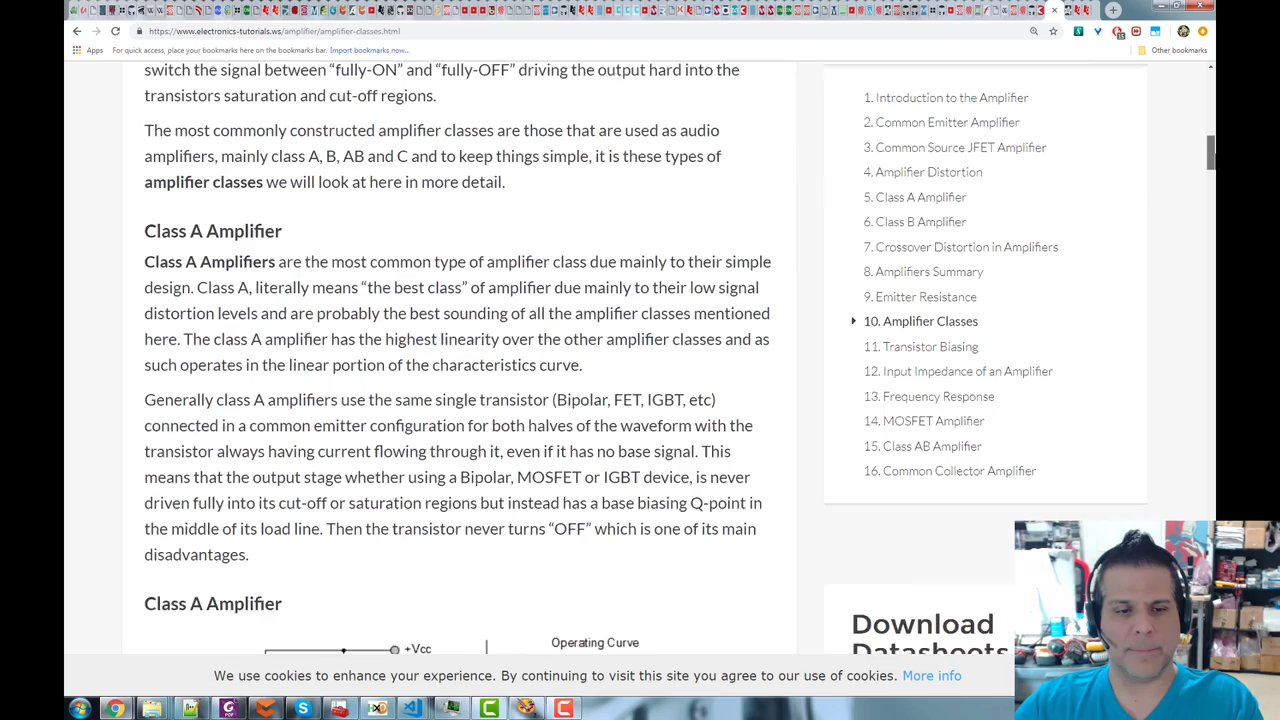 https://www.electronics-tutorials.ws/amplifier/amplifier-classes.html
Apps
For quick access, place your bookmarks here on the bookmarks bar.
Import bookmarks now...
Other bookmarks
switch the signal between “fully-ON” and “fully-OFF” driving the output hard into the
transistors saturation and cut-off regions.
The most commonly constructed amplifier classes are those that are used as audio
amplifiers, mainly class A, B, AB and C and to keep things simple, it is these types of
amplifier classes we will look at here in more detail.
Class A Amplifier
Class A Amplifiers are the most common type of amplifier class due mainly to their simple
design. Class A, literally means “the best class” of amplifier due mainly to their low signal
distortion levels and are probably the best sounding of all the amplifier classes mentioned
here. The class A amplifier has the highest linearity over the other amplifier classes and as
such operates in the linear portion of the characteristics curve.
Generally class A amplifiers use the same single transistor (Bipolar, FET, IGBT, etc)
connected in a common emitter configuration for both halves of the waveform with the
transistor always having current flowing through it, even if it has no base signal. This
means that the output stage whether using a Bipolar, MOSFET or IGBT device, is never
driven fully into its cut-off or saturation regions but instead has a base biasing Q-point in
the middle of its load line. Then the transistor never turns “OFF” which is one of its main
disadvantages.
Class A Amplifier
+Vcc
Operating Curve
1. Introduction to the Amplifier
2. Common Emitter Amplifier
3. Common Source JFET Amplifier
4. Amplifier Distortion
5. Class A Amplifier
6. Class B Amplifier
7. Crossover Distortion in Amplifiers
8. Amplifiers Summary
9. Emitter Resistance
10. Amplifier Classes
11. Transistor Biasing
12. Input Impedance of an Amplifier
13. Frequency Response
14. MOSFET Amplifier
15. Class AB Amplifier
16. Common Collector Amplifier
Download
Datasheets
We use cookies to enhance your experience. By continuing to visit this site you agree to our use of cookies. More info